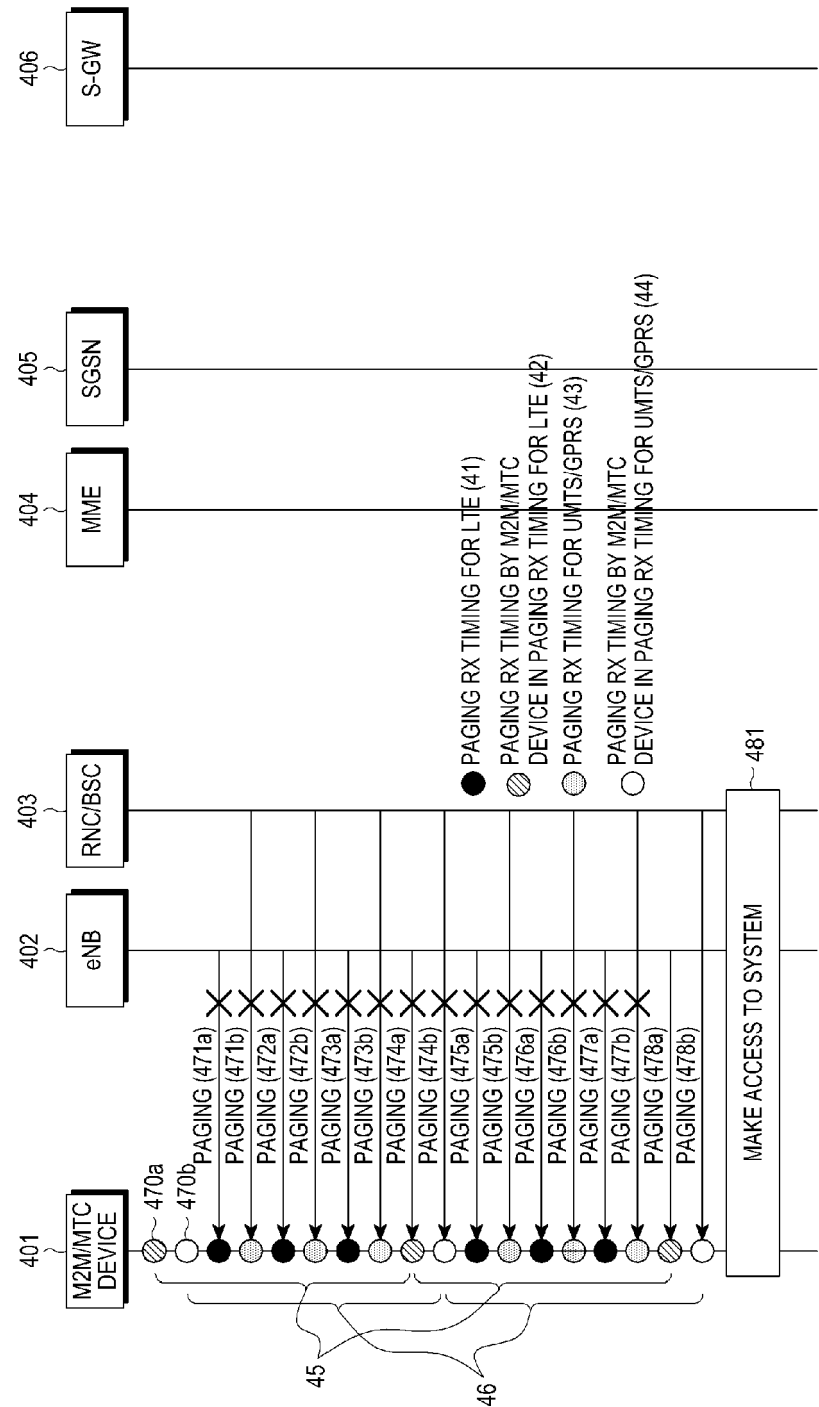 401
M2M/MTC
DEVICE
402
eNB
403
RNC/BSC
404
MME
405
SGSN
406
S-GW
470a
470b
PAGING (471a)
PAGING (471b)
PAGING (472a)
PAGING (472b)
PAGING (473a)
PAGING (473b)
PAGING (474a)
PAGING (474b)
PAGING (475a)
PAGING (475b)
PAGING (476a)
PAGING (476b)
PAGING (477a)
PAGING (477b)
PAGING (478a)
PAGING (478b)
45
46
PAGING RX TIMING FOR LTE (41)
PAGING RX TIMING BY M2M/MTC
DEVICE IN PAGING RX TIMING FOR LTE (42)
PAGING RX TIMING FOR UMTS/GPRS (43)
PAGING RX TIMING BY M2M/MTC
DEVICE IN PAGING RX TIMING FOR UMTS/GPRS (44)
MAKE ACCESS TO SYSTEM
481